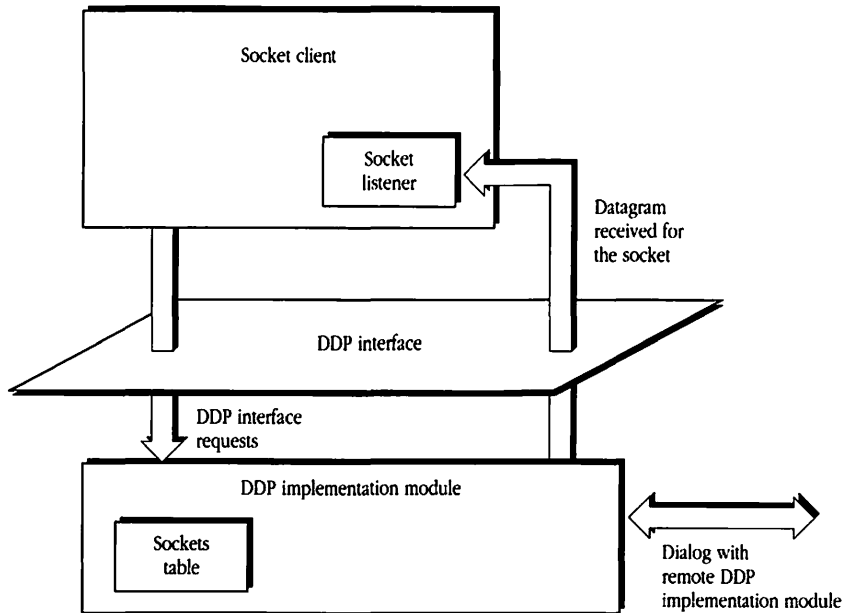 Socket client
Socket
listener
Datagram
received for
the socket
DDP interface
DDP interface
requests
DDP implementation module
Sockets
table
Dialog with
remote DDP
implementation module